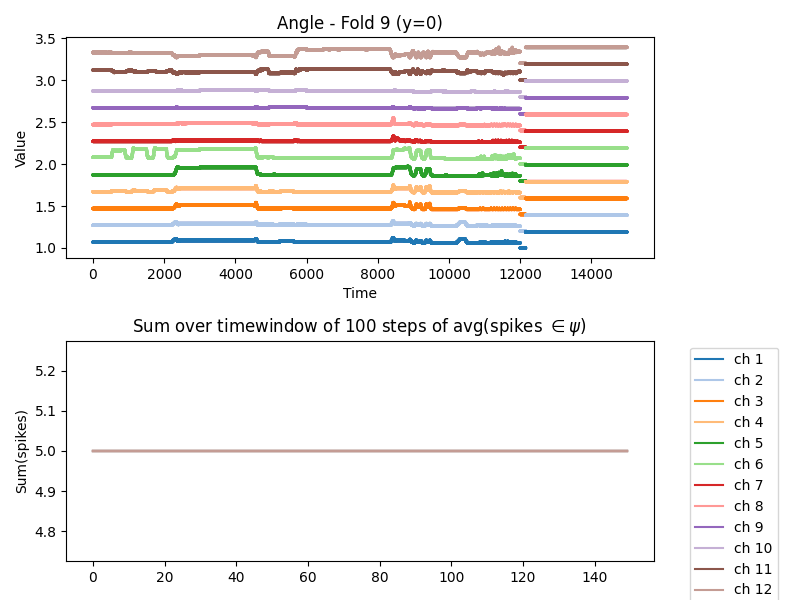 Angle - Fold 9 (y=0)
3.5
3.0
2.5
2.0
1.5
1.0
Value
0 2000 4000 6000 8000 10000 12000 14000
Time
Sum over timewindow of 100 steps of avg(spikes ∈ ψ)
5.2
5.1
5.0
4.9
4.8
Sum(spikes)
0 20 40 60 80 100 120 140
ch 1
ch 2
ch 3
ch 4
ch 5
ch 6
ch 7
ch 8
ch 9
ch 10
ch 11
ch 12